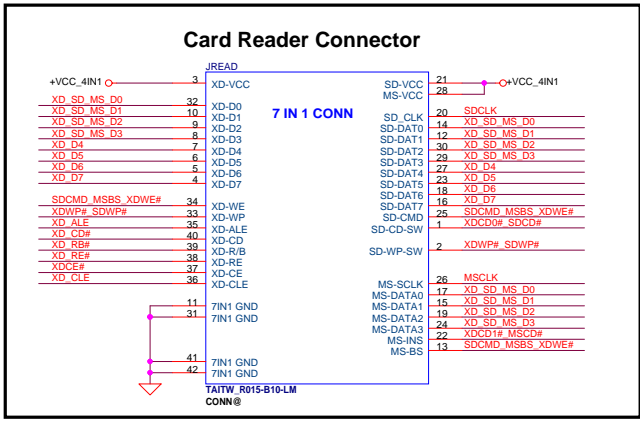 Card Reader Connector
JREAD
+VCC_4IN1 3 XD-VCC
XD_SD_MS_D0 32 XD-D0
XD_SD_MS_D1 10 XD-D1
XD_SD_MS_D2 9 XD-D2
XD_SD_MS_D3 8 XD-D3
XD_D4 7 XD-D4
XD_D5 6 XD-D5
XD_D6 5 XD-D6
XD_D7 4 XD-D7
SDCMD_MSBS_XDWE# 34 XD-WE
XDWP#_SDWP# 33 XD-WP
XD_ALE 35 XD-ALE
XD_CD# 40 XD-CD
XD_RB# 39 XD-R/B
XD_RE# 38 XD-RE
XDCE# 37 XD-CE
XD_CLE 36 XD-CLE
11 7IN1 GND
31 7IN1 GND
41 7IN1 GND
42 7IN1 GND
7 IN 1 CONN
SD-VCC 21 +VCC_4IN1
MS-VCC 28
SD_CLK 20 SDCLK
SD-DAT0 14 XD_SD_MS_D0
SD-DAT1 12 XD_SD_MS_D1
SD-DAT2 30 XD_SD_MS_D2
SD-DAT3 29 XD_SD_MS_D3
SD-DAT4 27 XD_D4
SD-DAT5 23 XD_D5
SD-DAT6 18 XD_D6
SD-DAT7 16 XD_D7
SD-CMD 25 SDCMD_MSBS_XDWE#
SD-CD-SW 1 XDCD0#_SDCD#
SD-WP-SW 2 XDWP#_SDWP#
MS-SCLK 26 MSCLK
MS-DATA0 17 XD_SD_MS_D0
MS-DATA1 15 XD_SD_MS_D1
MS-DATA2 19 XD_SD_MS_D2
MS-DATA3 24 XD_SD_MS_D3
MS-INS 22 XDCD1#_MSCD#
MS-BS 13 SDCMD_MSBS_XDWE#
TAITW_R015-B10-LM
CONN@